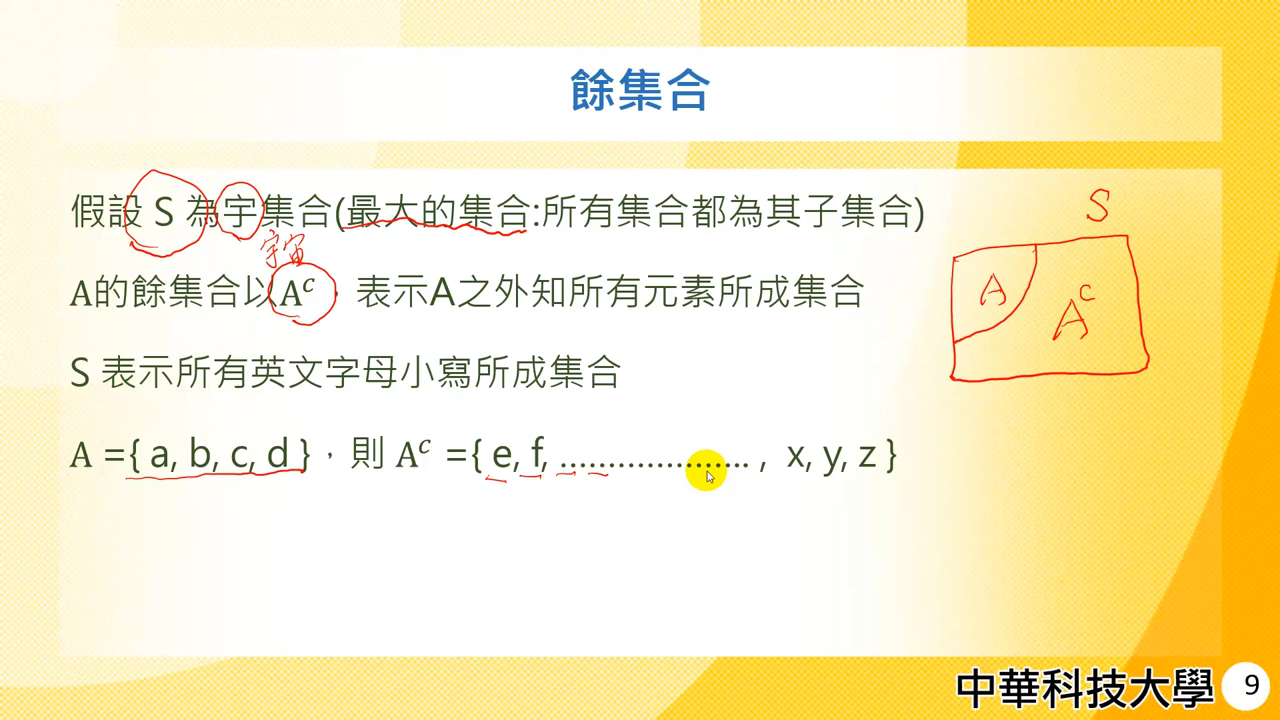 餘集合
假設 S 為宇集合(最大的集合:所有集合都為其子集合)
宇宙
A的餘集合以Aᶜ，表示A之外知所有元素所成集合
S 表示所有英文字母小寫所成集合
A ={ a, b, c, d }，則 Aᶜ ={ e, f, ..................... , x, y, z }
S
A
Aᶜ
中華科技大學
9